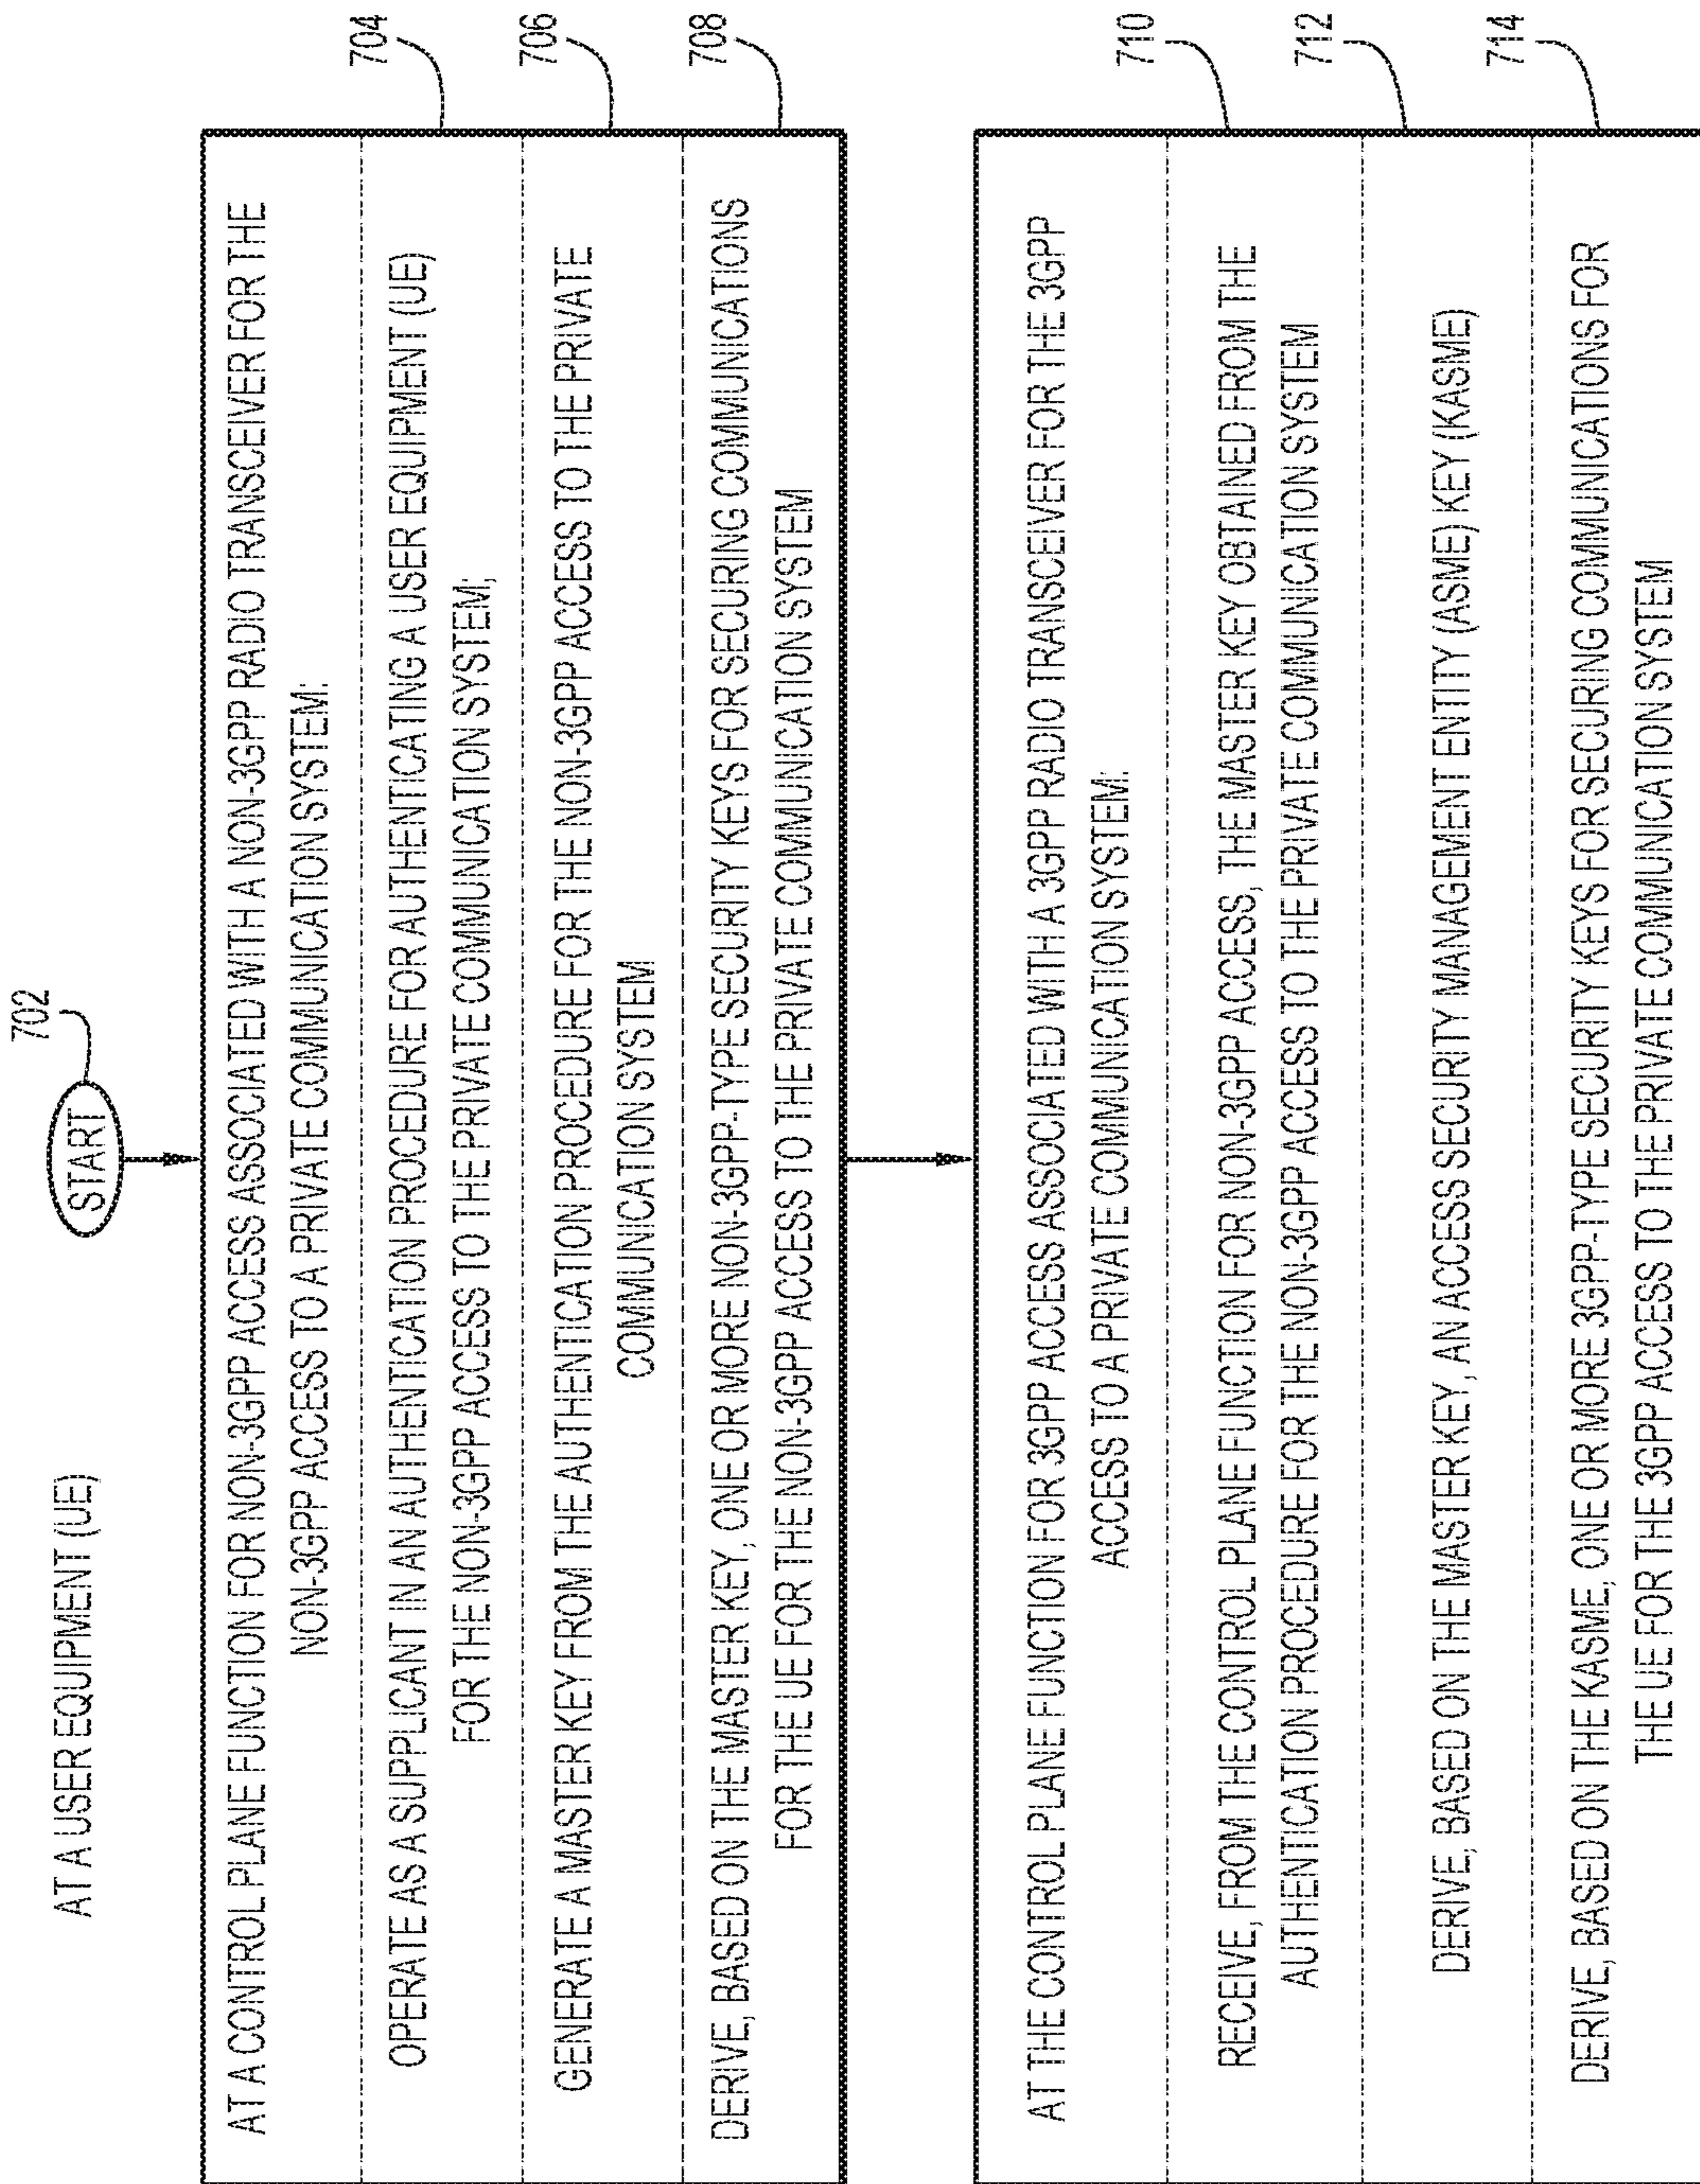 AT A USER EQUIPMENT (UE)
702
START
AT A CONTROL PLANE FUNCTION FOR NON-3GPP ACCESS ASSOCIATED WITH A NON-3GPP RADIO TRANSCEIVER FOR THE
NON-3GPP ACCESS TO A PRIVATE COMMUNICATION SYSTEM:
OPERATE AS A SUPPLICANT IN AN AUTHENTICATION PROCEDURE FOR AUTHENTICATING A USER EQUIPMENT (UE)
FOR THE NON-3GPP ACCESS TO THE PRIVATE COMMUNICATION SYSTEM;
704
GENERATE A MASTER KEY FROM THE AUTHENTICATION PROCEDURE FOR THE NON-3GPP ACCESS TO THE PRIVATE
COMMUNICATION SYSTEM
706
DERIVE, BASED ON THE MASTER KEY, ONE OR MORE NON-3GPP-TYPE SECURITY KEYS FOR SECURING COMMUNICATIONS
FOR THE UE FOR THE NON-3GPP ACCESS TO THE PRIVATE COMMUNICATION SYSTEM
708
AT THE CONTROL PLANE FUNCTION FOR 3GPP ACCESS ASSOCIATED WITH A 3GPP RADIO TRANSCEIVER FOR THE 3GPP
ACCESS TO A PRIVATE COMMUNICATION SYSTEM:
RECEIVE, FROM THE CONTROL PLANE FUNCTION FOR NON-3GPP ACCESS, THE MASTER KEY OBTAINED FROM THE
AUTHENTICATION PROCEDURE FOR THE NON-3GPP ACCESS TO THE PRIVATE COMMUNICATION SYSTEM
710
DERIVE, BASED ON THE MASTER KEY, AN ACCESS SECURITY MANAGEMENT ENTITY (ASME) KEY (KASME)
712
DERIVE, BASED ON THE KASME, ONE OR MORE 3GPP-TYPE SECURITY KEYS FOR SECURING COMMUNICATIONS FOR
THE UE FOR THE 3GPP ACCESS TO THE PRIVATE COMMUNICATION SYSTEM
714